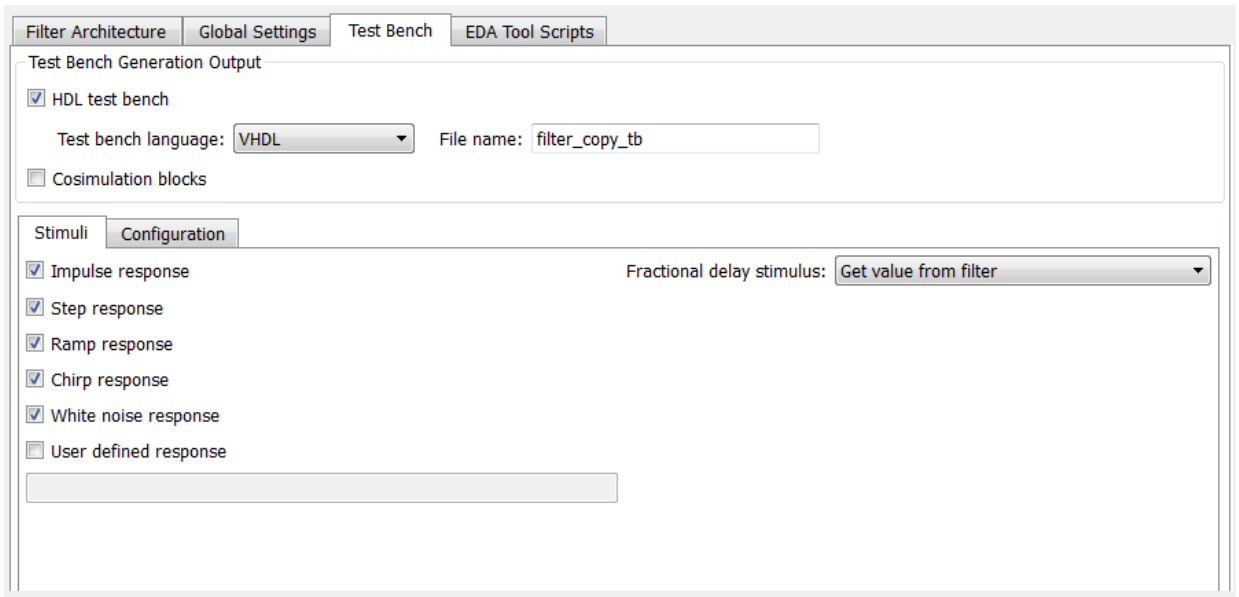 Filter Architecture Global Settings Test Bench EDA Tool Scripts
Test Bench Generation Output
HDL test bench
Test bench language: VHDL File name: filter_copy_tb
Cosimulation blocks
Stimuli Configuration
Impulse response Fractional delay stimulus: Get value from filter
Step response
Ramp response
Chirp response
White noise response
User defined response